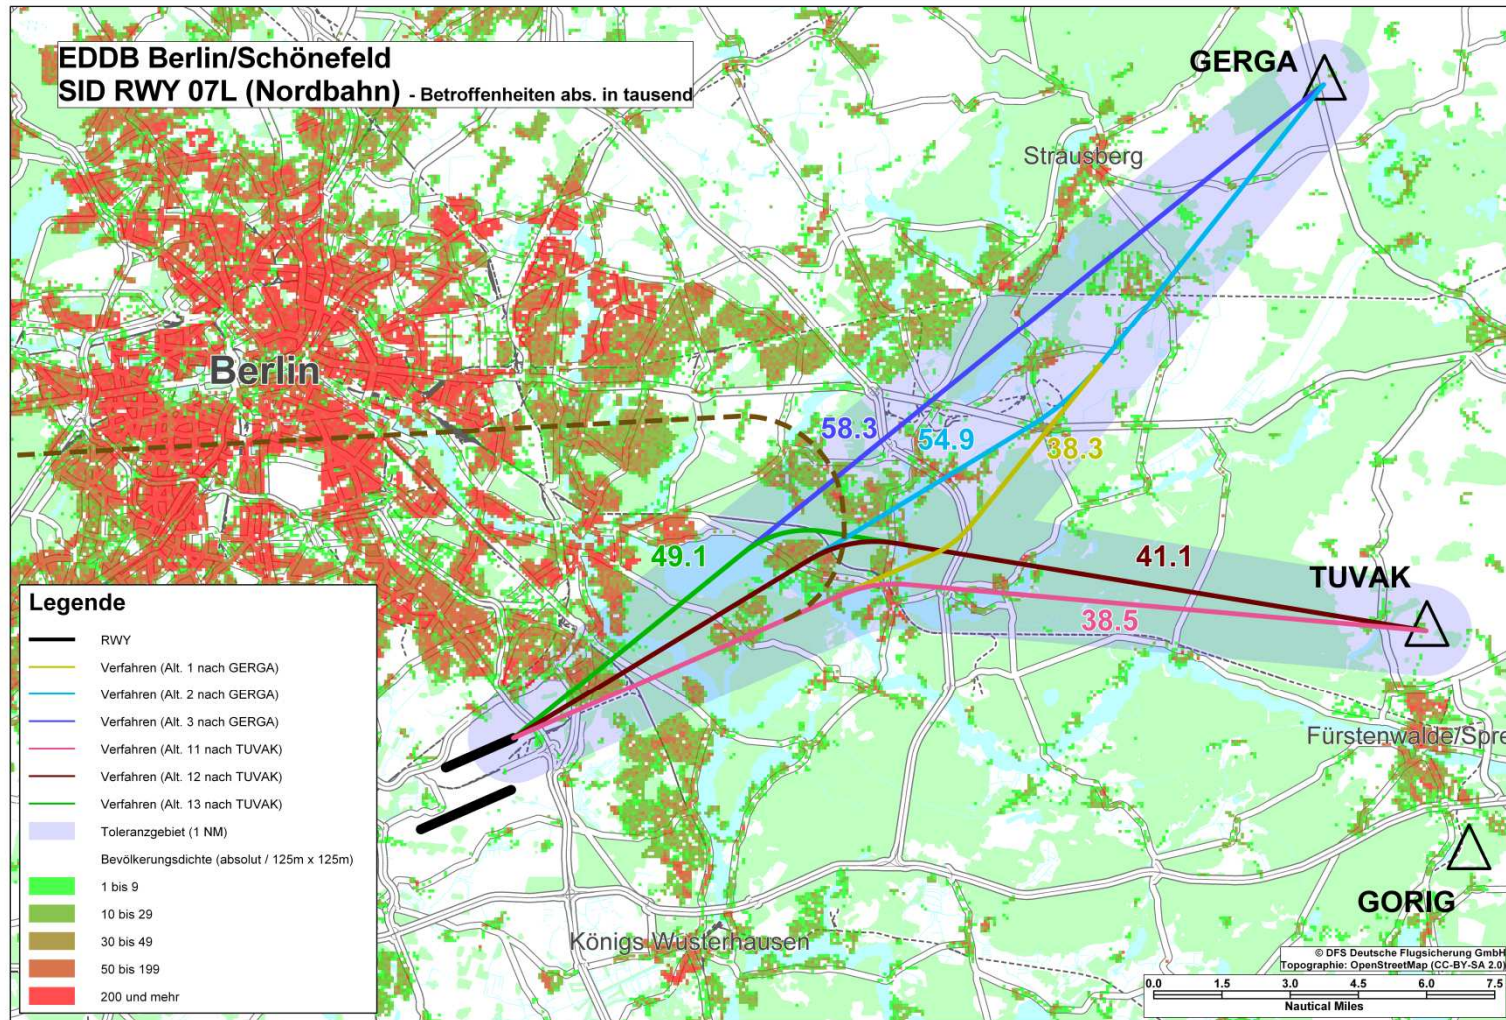 EDDB Berlin/Schönefeld
SID RWY 07L (Nordbahn) - Betroffenheiten abs. in tausend
GERGA
Strausberg
Berlin
58.3
54.9
38.3
49.1
41.1
TUVAK
38.5
Fürstenwalde/Spre
GORIG
Königs Wusterhausen
Legende
RWY
Verfahren (Alt. 1 nach GERGA)
Verfahren (Alt. 2 nach GERGA)
Verfahren (Alt. 3 nach GERGA)
Verfahren (Alt. 11 nach TUVAK)
Verfahren (Alt. 12 nach TUVAK)
Verfahren (Alt. 13 nach TUVAK)
Toleranzgebiet (1 NM)
Bevölkerungsdichte (absolut / 125m x 125m)
1 bis 9
10 bis 29
30 bis 49
50 bis 199
200 und mehr
© DFS Deutsche Flugsicherung GmbH
Topographie: OpenStreetMap (CC-BY-SA 2.0)
0.0 1.5 3.0 4.5 6.0 7.5
Nautical Miles